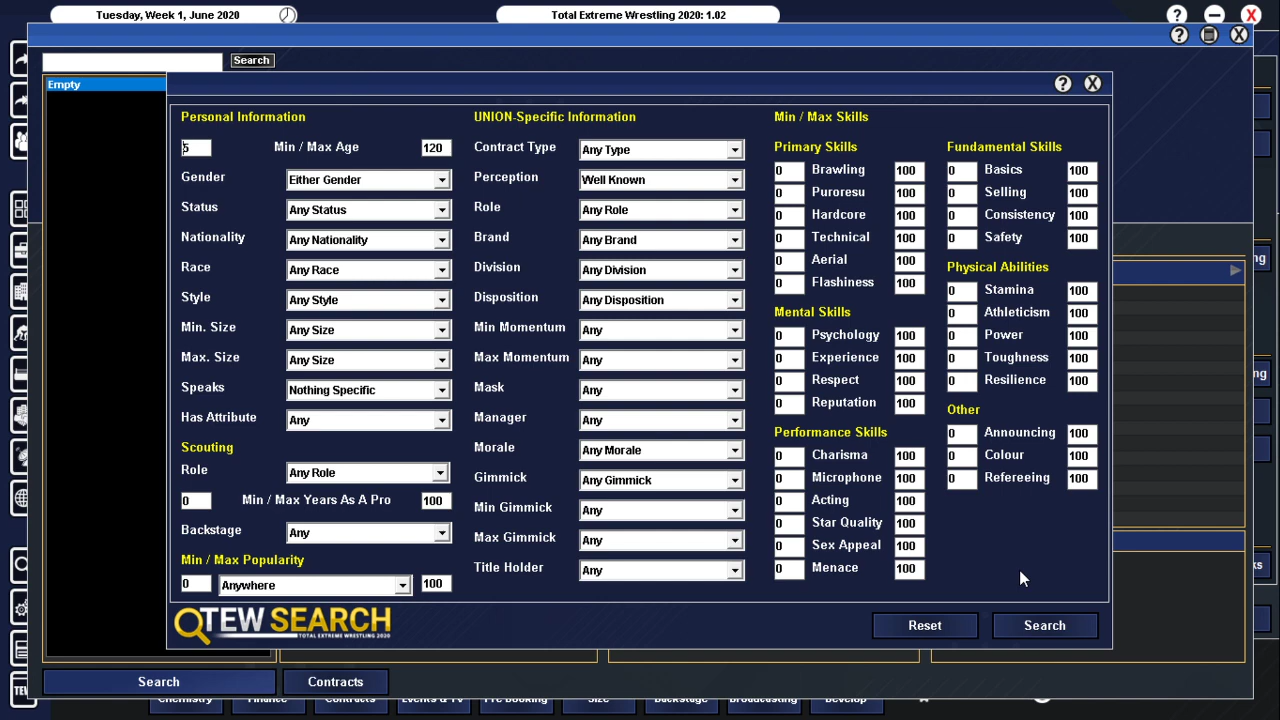 Tuesday, Week 1, June 2020
Total Extreme Wrestling 2020: 1.02
Search
Empty
Personal Information
5 Min / Max Age 120
Gender Either Gender
Status Any Status
Nationality Any Nationality
Race Any Race
Style Any Style
Min. Size Any Size
Max. Size Any Size
Speaks Nothing Specific
Has Attribute Any
Scouting
Role Any Role
0 Min / Max Years As A Pro 100
Backstage Any
Min / Max Popularity
0 Anywhere 100
UNION-Specific Information
Contract Type Any Type
Perception Well Known
Role Any Role
Brand Any Brand
Division Any Division
Disposition Any Disposition
Min Momentum Any
Max Momentum Any
Mask Any
Manager Any
Morale Any Morale
Gimmick Any Gimmick
Min Gimmick Any
Max Gimmick Any
Title Holder Any
Min / Max Skills
Primary Skills
0 Brawling 100
0 Puroresu 100
0 Hardcore 100
0 Technical 100
0 Aerial 100
0 Flashiness 100
Mental Skills
0 Psychology 100
0 Experience 100
0 Respect 100
0 Reputation 100
Performance Skills
0 Charisma 100
0 Microphone 100
0 Acting 100
0 Star Quality 100
0 Sex Appeal 100
0 Menace 100
Fundamental Skills
0 Basics 100
0 Selling 100
0 Consistency 100
0 Safety 100
Physical Abilities
0 Stamina 100
0 Athleticism 100
0 Power 100
0 Toughness 100
0 Resilience 100
Other
0 Announcing 100
0 Colour 100
0 Refereeing 100
TEW SEARCH
TOTAL EXTREME WRESTLING 2020
Reset Search
Search Contracts
Chemistry Finance Contracts Events & TV Pre Booking Size Backstage Broadcasting Develop